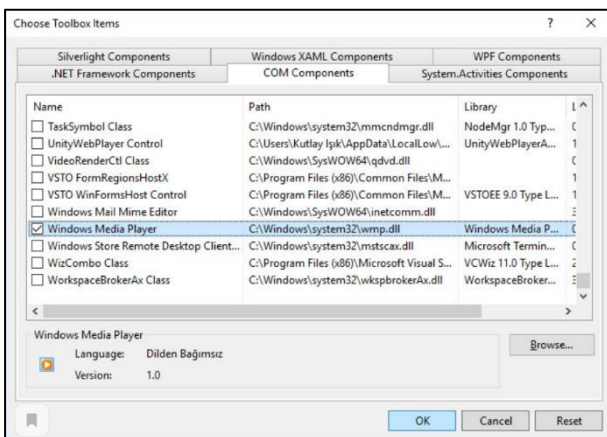 Choose Toolbox Items
Silverlight Components Windows XAML Components WPF Components
.NET Framework Components COM Components System.Activities Components
Name Path Library
TaskSymbol Class C:\Windows\system32\mmcndmgr.dll NodeMgr 1.0 Typ...
UnityWebPlayer Control C:\Users\Kutlay Işık\AppData\LocalLow\... UnityWebPlayerA...
VideoRenderCtl Class C:\Windows\SysWOW64\qdvd.dll
VSTO FormRegionsHostX C:\Program Files (x86)\Common Files\M...
VSTO WinFormsHost Control C:\Program Files (x86)\Common Files\M... VSTOEE 9.0 Type L...
Windows Mail Mime Editor C:\Windows\SysWOW64\inetcomm.dll
Windows Media Player C:\Windows\system32\wmp.dll Windows Media P...
Windows Store Remote Desktop Client... C:\Windows\system32\mstscax.dll Microsoft Termin...
WizCombo Class C:\Program Files (x86)\Microsoft Visual S... VCWiz 11.0 Type L...
WorkspaceBrokerAx Class C:\Windows\system32\wkspbrokerAx.dll WorkspaceBroker...
Windows Media Player
Language: Dilden Bağımsız
Version: 1.0
Browse...
OK Cancel Reset